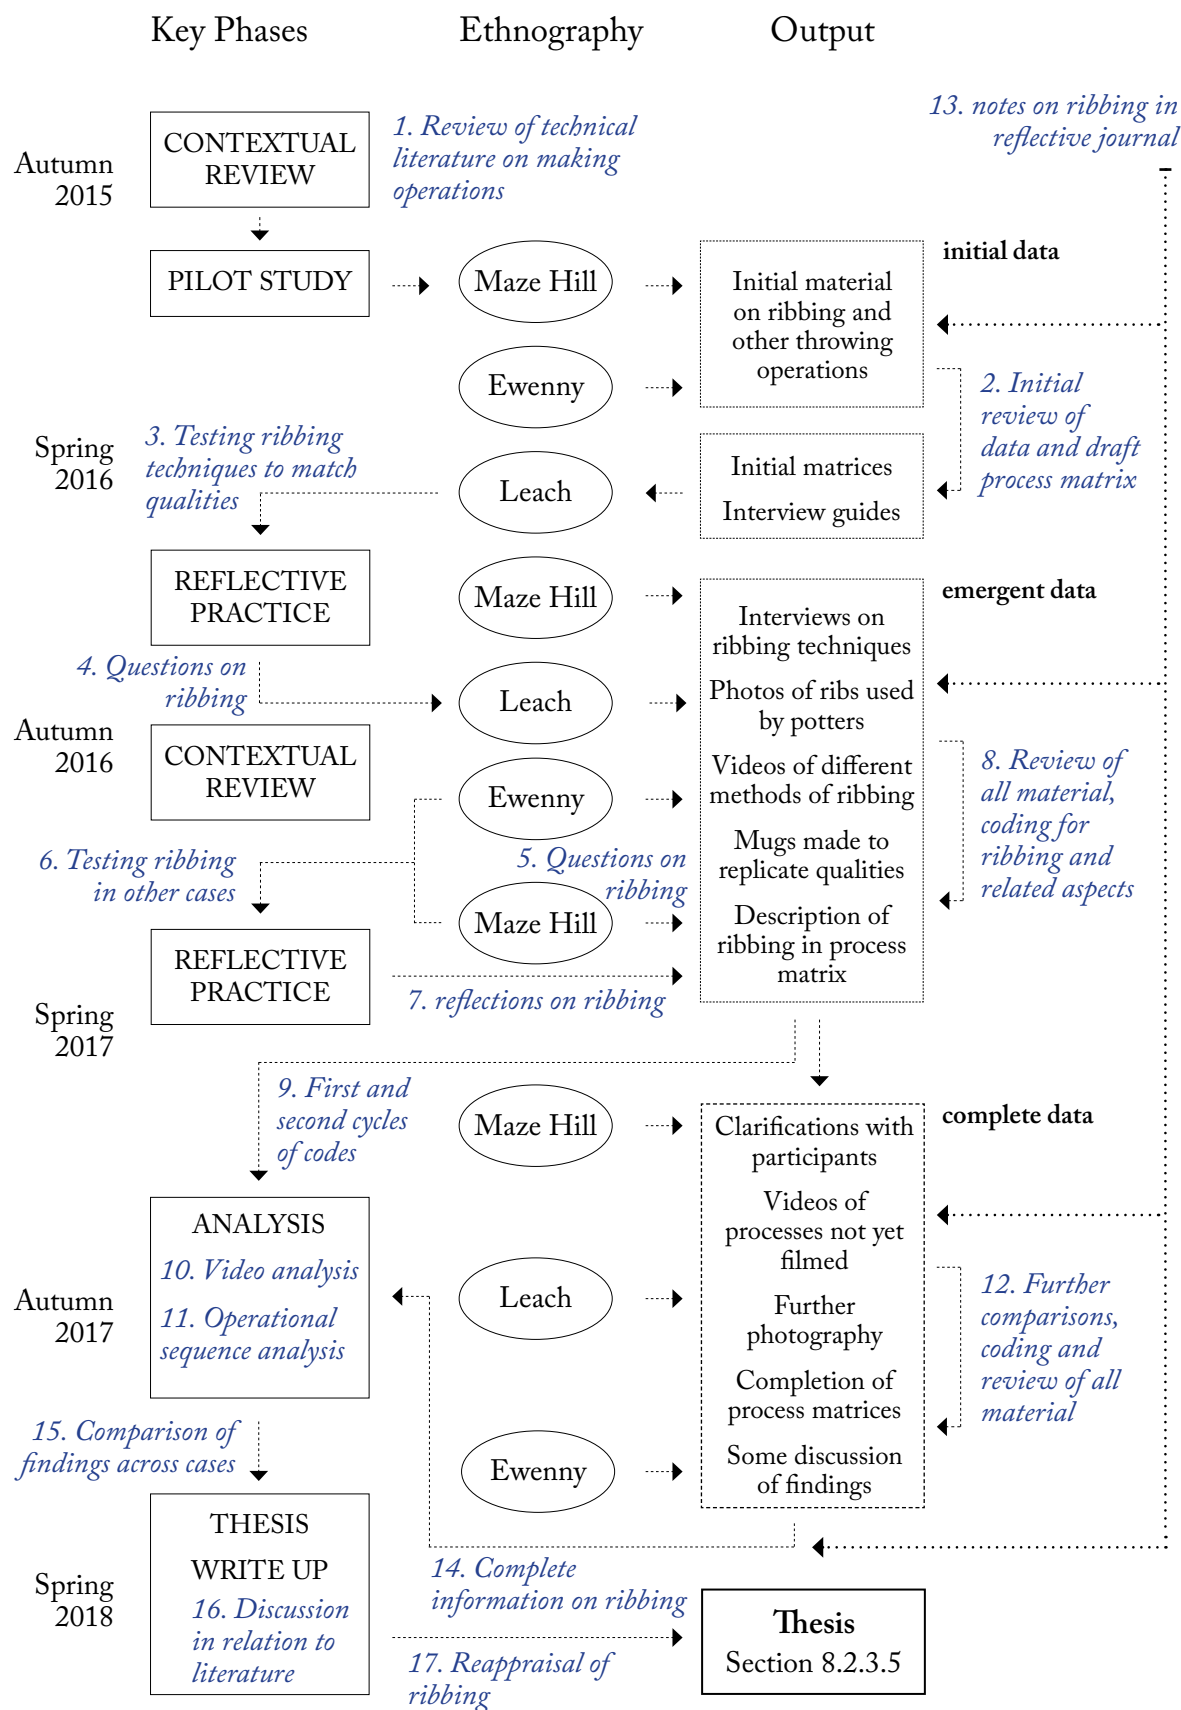 Key Phases
Ethnography
Output
13. notes on ribbing in
reflective journal
Autumn
2015
CONTEXTUAL
REVIEW
1. Review of technical
literature on making
operations
PILOT STUDY
Maze Hill
Initial material
on ribbing and
other throwing
operations
initial data
Ewenny
2. Initial
review of
data and draft
process matrix
Spring
2016
3. Testing ribbing
techniques to match
qualities
Leach
Initial matrices
Interview guides
REFLECTIVE
PRACTICE
Maze Hill
emergent data
Interviews on
ribbing techniques
Photos of ribs used
by potters
Videos of different
methods of ribbing
Mugs made to
replicate qualities
Description of
ribbing in process
matrix
4. Questions on
ribbing
Leach
Autumn
2016
CONTEXTUAL
REVIEW
Ewenny
8. Review of
all material,
coding for
ribbing and
related aspects
6. Testing ribbing
in other cases
5. Questions on
ribbing
Maze Hill
REFLECTIVE
PRACTICE
7. reflections on ribbing
Spring
2017
9. First and
second cycles
of codes
Maze Hill
complete data
Clarifications with
participants
Videos of
processes not yet
filmed
Further
photography
Completion of
process matrices
Some discussion
of findings
ANALYSIS
10. Video analysis
11. Operational
sequence analysis
Autumn
2017
Leach
12. Further
comparisons,
coding and
review of all
material
15. Comparison of
findings across cases
Ewenny
THESIS
WRITE UP
16. Discussion
in relation to
literature
Spring
2018
14. Complete
information on ribbing
17. Reappraisal of
ribbing
Thesis
Section 8.2.3.5